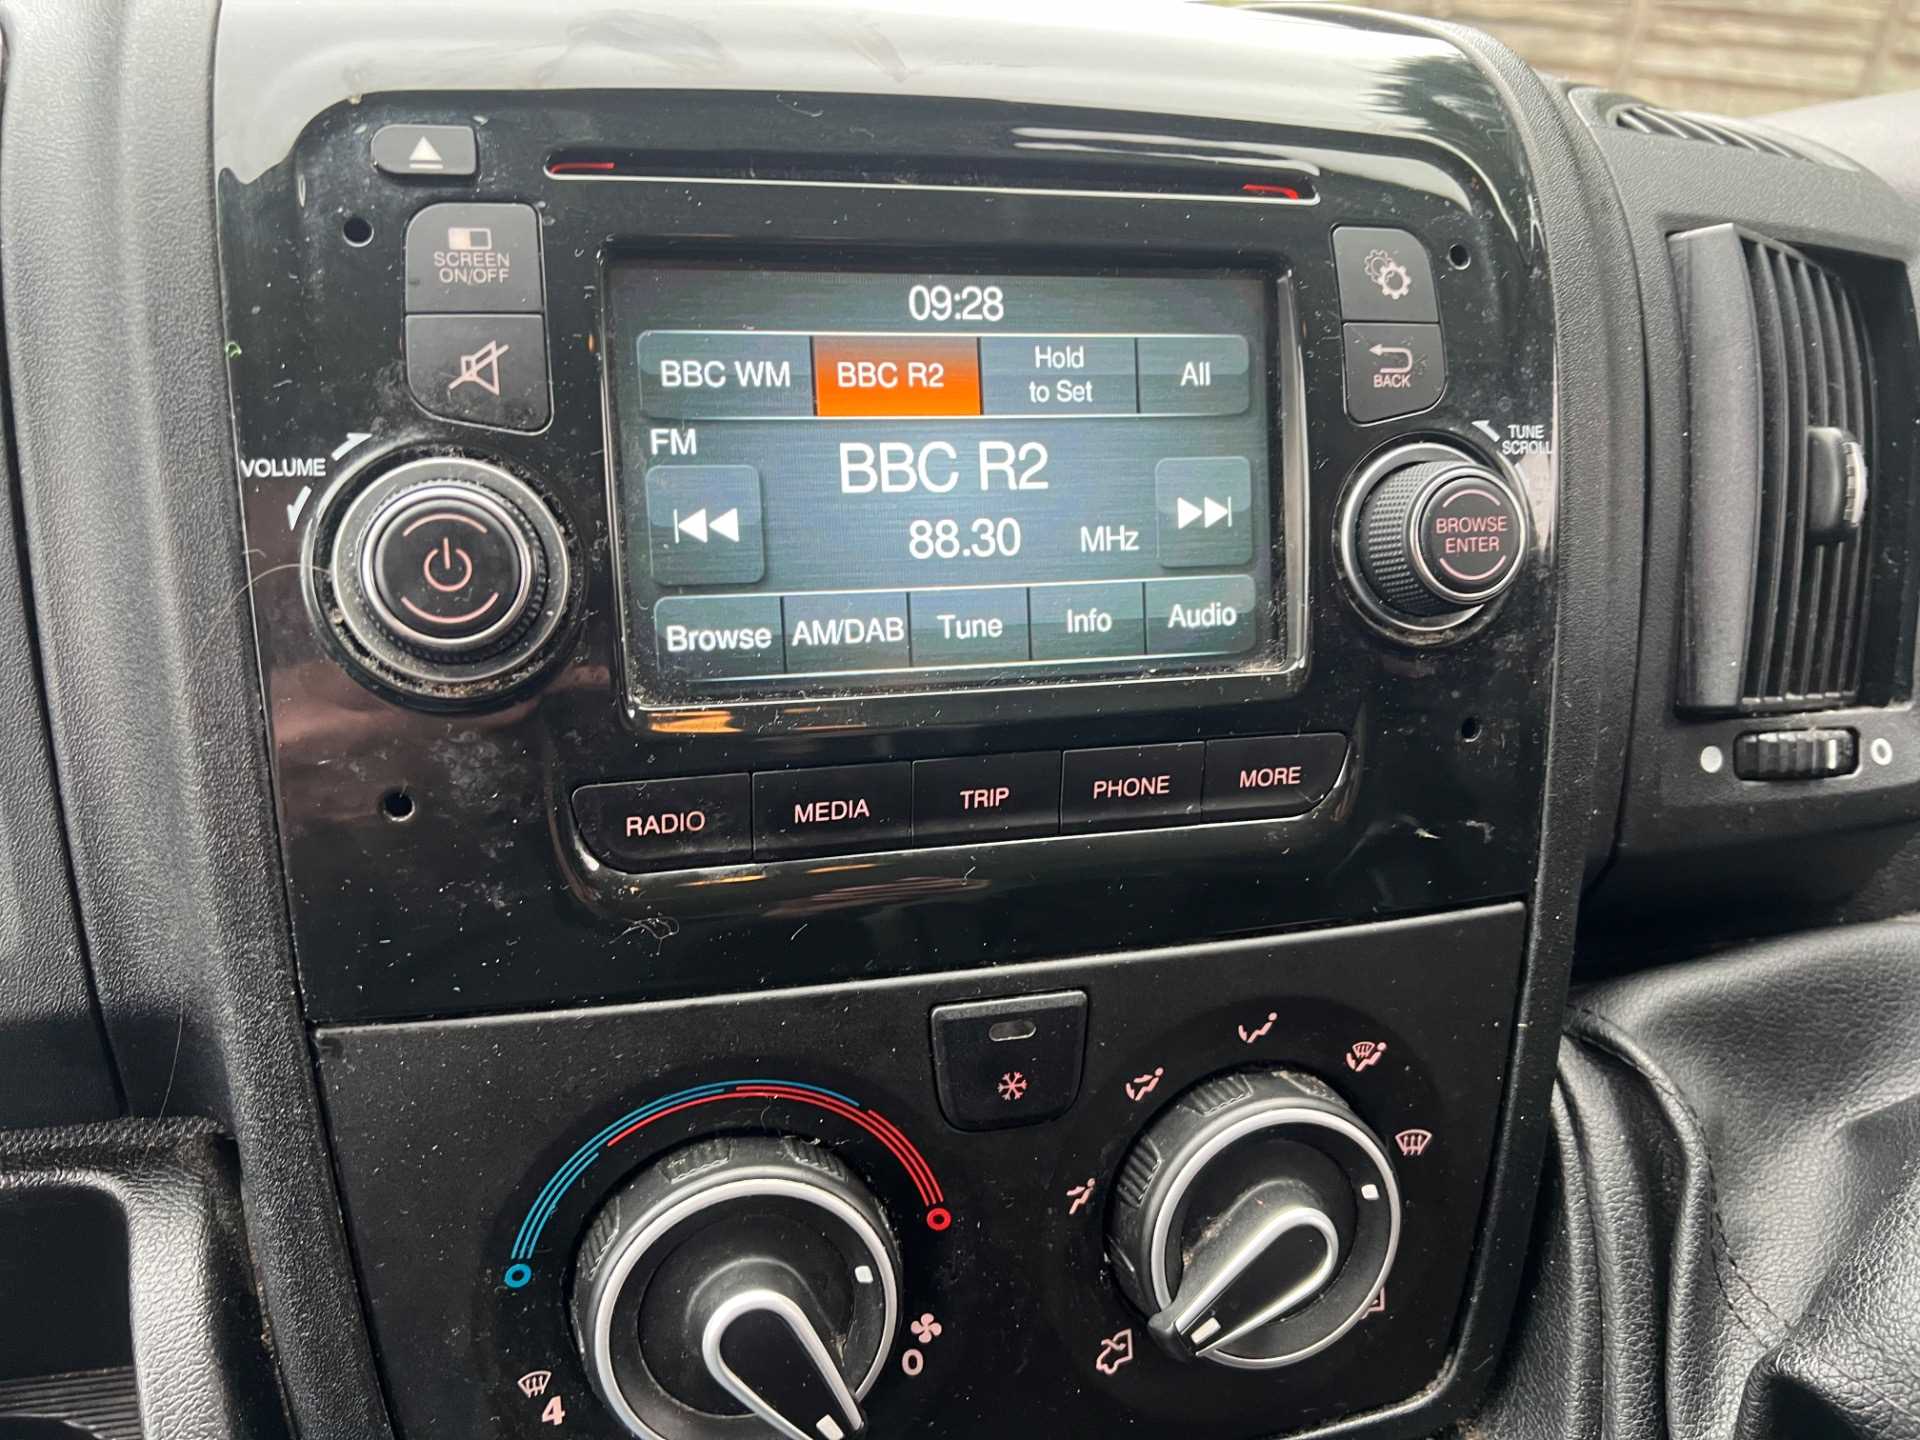 SCREEN
ON/OFF
09:28
BBC WM
BBC R2
Hold
to Set
All
BACK
FM
VOLUME
BBC R2
TUNE
SCROLL
88.30
MHz
BROWSE
ENTER
Browse
AM/DAB
Tune
Info
Audio
RADIO
MEDIA
TRIP
PHONE
MORE
0
4